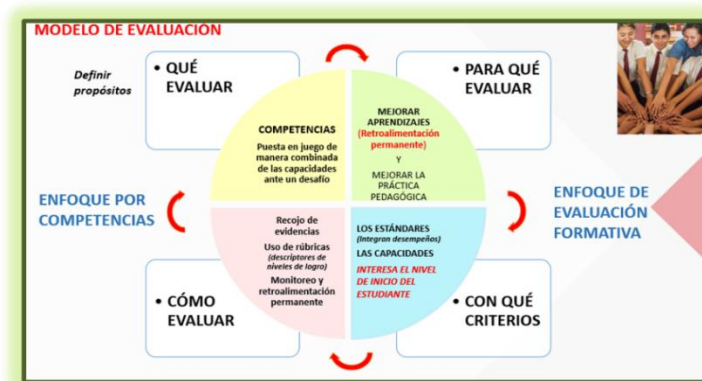 MODELO DE EVALUACIÓN
Definir
propósitos
• QUÉ
EVALUAR
• PARA QUÉ
EVALUAR
COMPETENCIAS
Puesta en juego de
manera combinada
de las capacidades
ante un desafío
MEJORAR
APRENDIZAJES
(Retroalimentación
permanente)
Y
MEJORAR LA
PRÁCTICA
PEDAGÓGICA
ENFOQUE POR
COMPETENCIAS
ENFOQUE DE
EVALUACIÓN
FORMATIVA
Recojo de
evidencias
Uso de rúbricas
(descriptores de
niveles de logro)
Monitoreo y
retroalimentación
permanente
LOS ESTÁNDARES
(Integran desempeños)
LAS CAPACIDADES
INTERESA EL NIVEL
DE INICIO DEL
ESTUDIANTE
• CÓMO
EVALUAR
• CON QUÉ
CRITERIOS